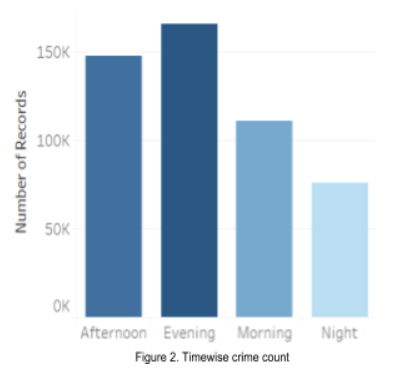 150K
100K
50K
0K
Number of Records
Afternoon Evening Morning Night
Figure 2. Timewise crime count